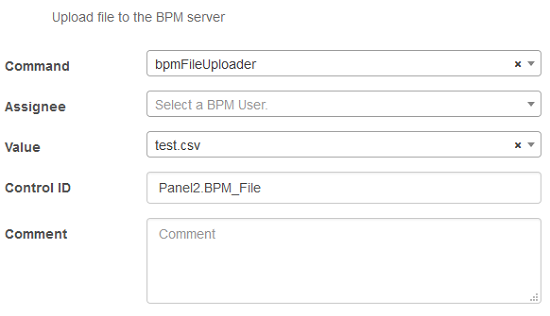 Upload file to the BPM server
Command bpmFileUploader ×
Assignee Select a BPM User.
Value test.csv ×
Control ID Panel2.BPM_File
Comment Comment